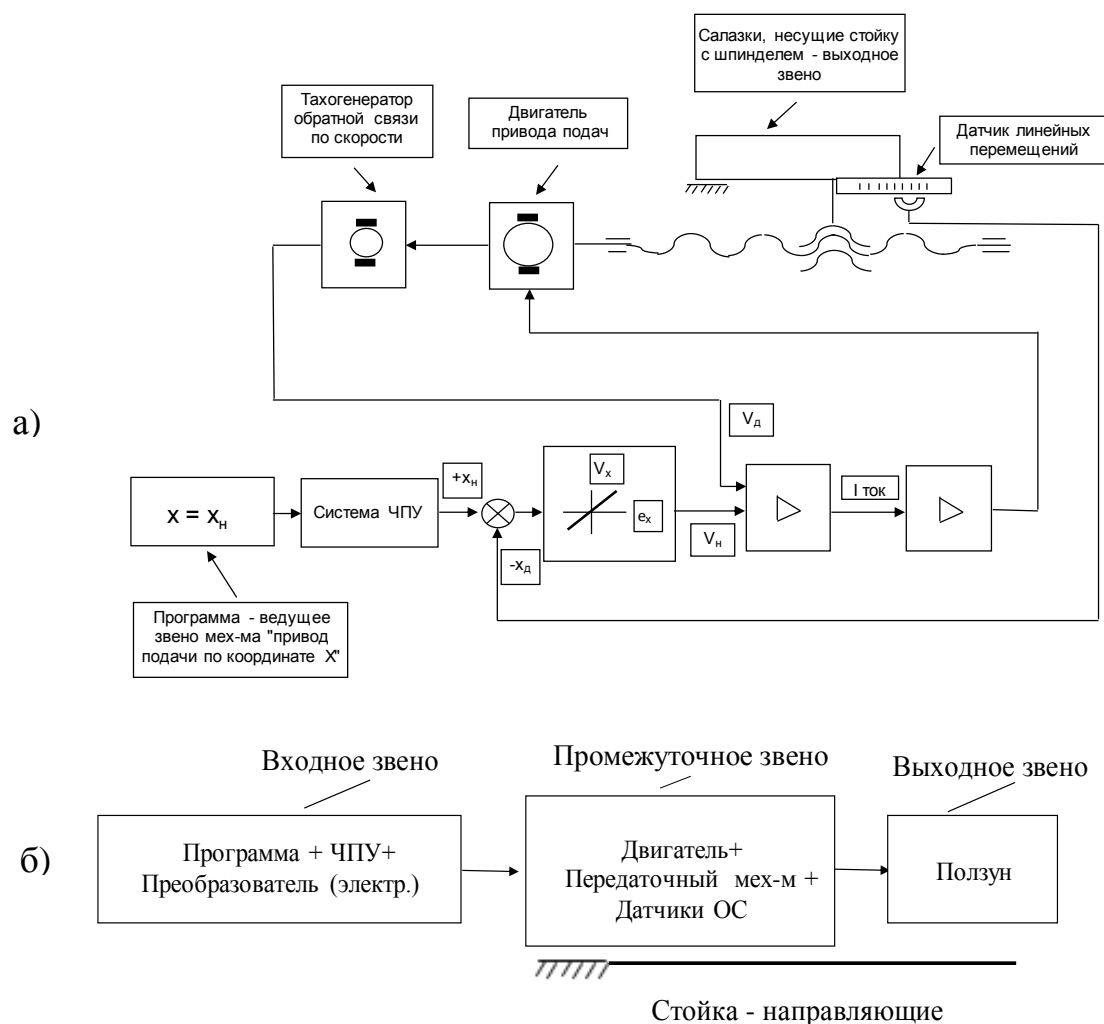 Салазки, несущие стойку
с шпинделем - выходное
звено
Тахогенератор
обратной связи
по скорости
Двигатель
привода подач
Датчик линейных
перемещений
а)
Vд
+xн
Vx
I ток
x = xн
Система ЧПУ
ex
Vн
-xд
Программа - ведущее
звено мех-ма "привод
подачи по координате X"
Входное звено
Промежуточное звено
Выходное звено
б)
Программа + ЧПУ+
Преобразователь (электр.)
Двигатель+
Передаточный мех-м +
Датчики ОС
Ползун
Стойка - направляющие